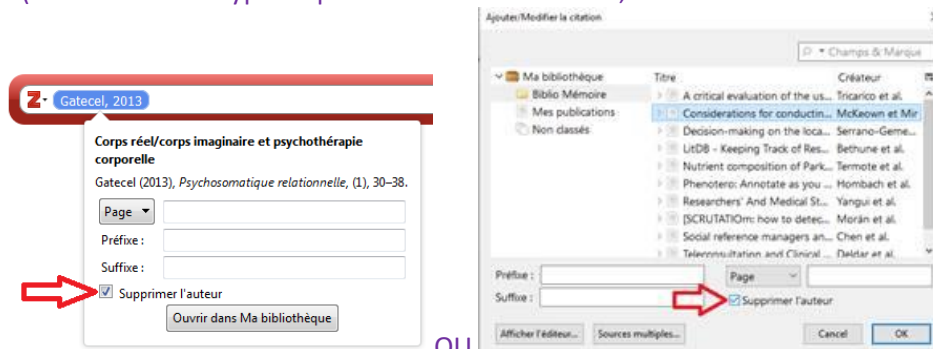 Z Gatecel, 2013
Corps réel/corps imaginaire et psychothérapie
corporelle
Gatecel (2013), Psychosomatique relationnelle, (1), 30–38.
Page
Préfixe :
Suffixe :
Supprimer l'auteur
Ouvrir dans Ma bibliothèque
OU
Ajouter/Modifier la citation
Champs & Marque
Ma bibliothèque
Biblio Mémoire
Mes publications
Non classés
Titre Créateur
A critical evaluation of the us... Tricarico et al.
Considerations for conductin... McKeown et Mir
Decision-making on the loca... Serrano-Geme...
LitDB - Keeping Track of Res... Bethune et al.
Nutrient composition of Park... Termote et al.
Phenotero: Annotate as you ... Hombach et al.
Researchers' And Medical St... Yangui et al.
[SCRUTATIOm: how to detec... Morán et al.
Social reference managers an... Chen et al.
Teleconsultation and Clinical ... Deldar et al.
Préfixe : Page
Suffixe : Supprimer l'auteur
Afficher l'éditeur... Sources multiples... Cancel OK